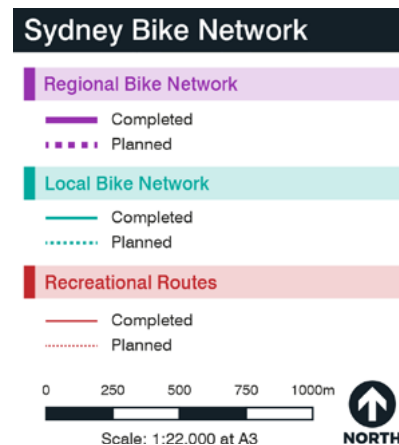 Sydney Bike Network
Regional Bike Network
Completed
Planned
Local Bike Network
Completed
Planned
Recreational Routes
Completed
Planned
0 250 500 750 1000m
Scale: 1:22,000 at A3
NORTH